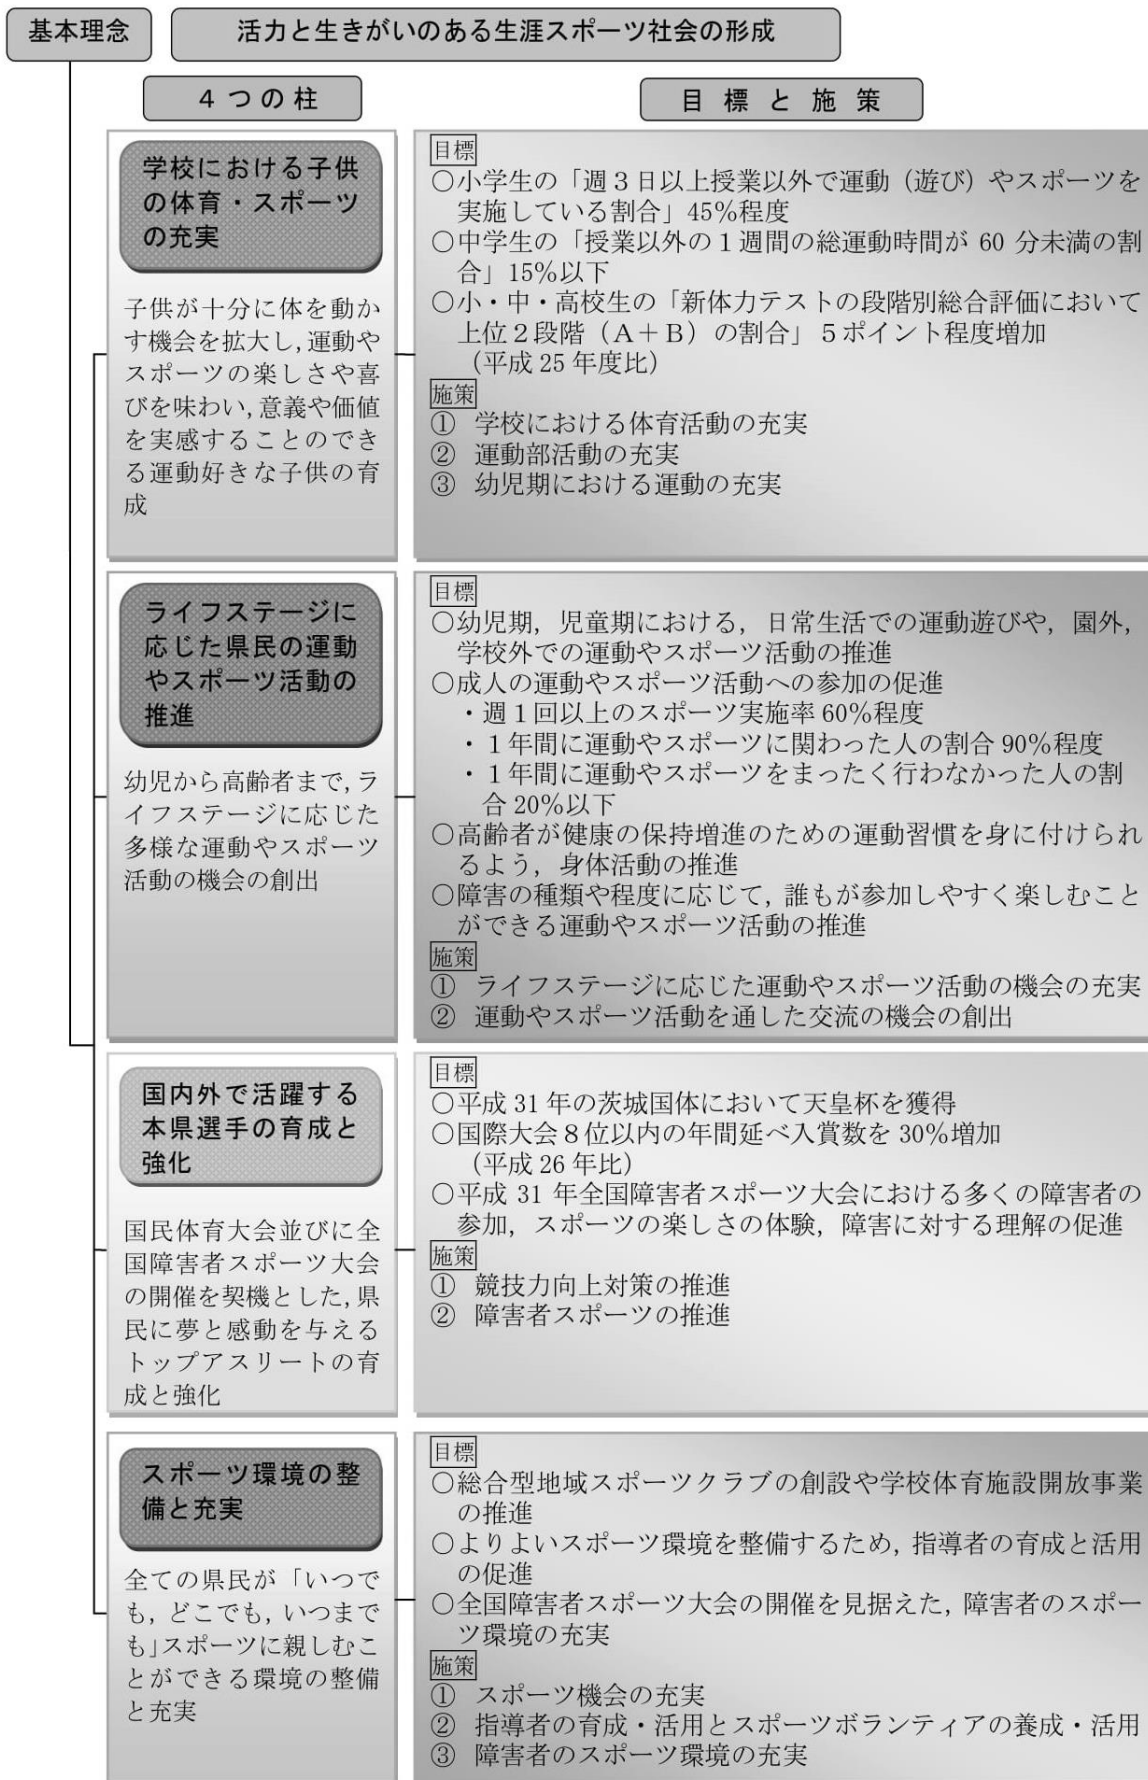 基本理念
活力と生きがいのある生涯スポーツ社会の形成
４つの柱
目標と施策
学校における子供
の体育・スポーツ
の充実
子供が十分に体を動か
す機会を拡大し,運動や
スポーツの楽しさや喜
びを味わい,意義や価値
を実感することのでき
る運動好きな子供の育
成
目標
○小学生の「週３日以上授業以外で運動（遊び）やスポーツを
実施している割合」45％程度
○中学生の「授業以外の１週間の総運動時間が 60 分未満の割
合」15％以下
○小・中・高校生の「新体力テストの段階別総合評価において
上位２段階（Ａ＋Ｂ）の割合」５ポイント程度増加
（平成 25 年度比）
施策
① 学校における体育活動の充実
② 運動部活動の充実
③ 幼児期における運動の充実
ライフステージに
応じた県民の運動
やスポーツ活動の
推進
幼児から高齢者まで,ラ
イフステージに応じた
多様な運動やスポーツ
活動の機会の創出
目標
○幼児期，児童期における，日常生活での運動遊びや，園外，
学校外での運動やスポーツ活動の推進
○成人の運動やスポーツ活動への参加の促進
・週１回以上のスポーツ実施率 60％程度
・１年間に運動やスポーツに関わった人の割合 90％程度
・１年間に運動やスポーツをまったく行わなかった人の割
合 20％以下
○高齢者が健康の保持増進のための運動習慣を身に付けられ
るよう，身体活動の推進
○障害の種類や程度に応じて,誰もが参加しやすく楽しむこと
ができる運動やスポーツ活動の推進
施策
① ライフステージに応じた運動やスポーツ活動の機会の充実
② 運動やスポーツ活動を通した交流の機会の創出
国内外で活躍する
本県選手の育成と
強化
国民体育大会並びに全
国障害者スポーツ大会
の開催を契機とした,県
民に夢と感動を与える
トップアスリートの育
成と強化
目標
○平成 31 年の茨城国体において天皇杯を獲得
○国際大会８位以内の年間延べ入賞数を 30％増加
（平成 26 年比）
○平成 31 年全国障害者スポーツ大会における多くの障害者の
参加，スポーツの楽しさの体験，障害に対する理解の促進
施策
① 競技力向上対策の推進
② 障害者スポーツの推進
スポーツ環境の整
備と充実
全ての県民が「いつで
も,どこでも,いつまで
も」スポーツに親しむこ
とができる環境の整備
と充実
目標
○総合型地域スポーツクラブの創設や学校体育施設開放事業
の推進
○よりよいスポーツ環境を整備するため,指導者の育成と活用
の促進
○全国障害者スポーツ大会の開催を見据えた,障害者のスポー
ツ環境の充実
施策
① スポーツ機会の充実
② 指導者の育成・活用とスポーツボランティアの養成・活用
③ 障害者のスポーツ環境の充実